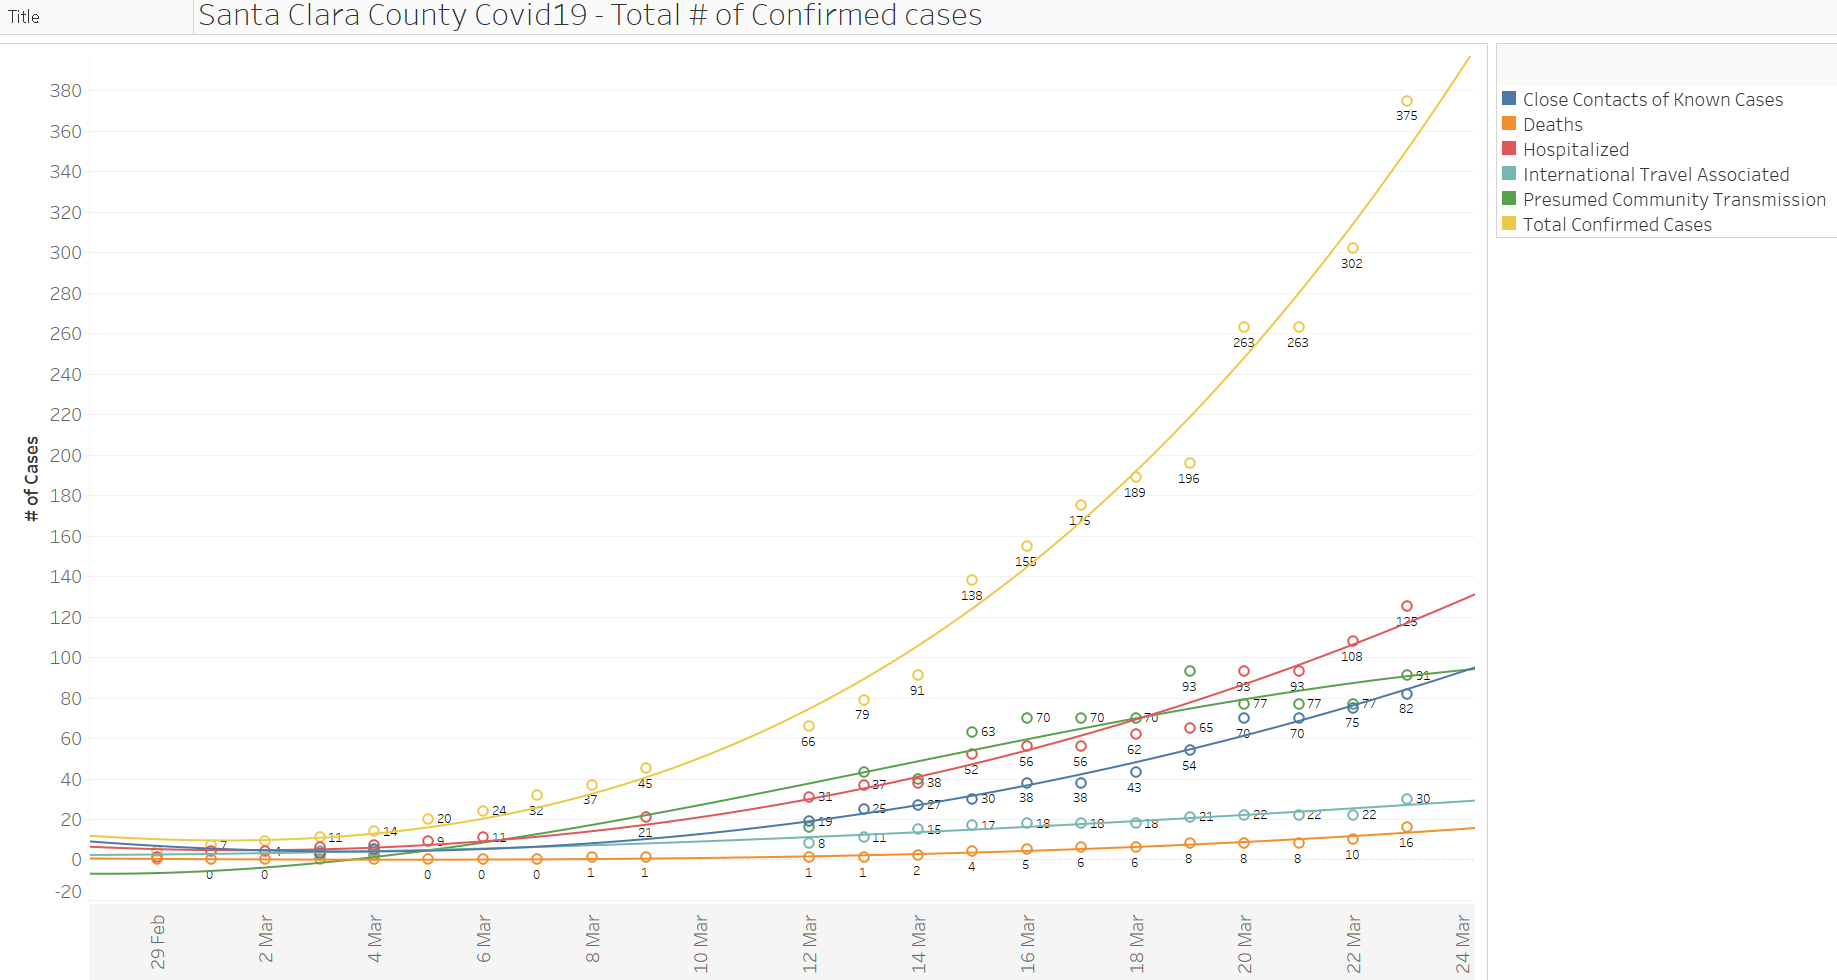 Title
Santa Clara County Covid19 - Total # of Confirmed cases
Close Contacts of Known Cases
Deaths
Hospitalized
International Travel Associated
Presumed Community Transmission
Total Confirmed Cases
# of Cases
380
360
340
320
300
280
260
240
220
200
180
160
140
120
100
80
60
40
20
0
-20
375
302
263 263
196
189
175
155
138
91
79
66
45
37
32
24
20
14
11
7
4
125
108
93 93 93
91
77 77 77
82
75
70 70
70 70 70
65
62
63
56 56
52
54
43
38 38
38
37
31
30
27
25
19
21
11
9
30
22 22 22
21
18 18 18
17
15
11
8
0 0 0 0 0 1 1 1 1 2 4 5 6 6 8 8 8 10 16
29 Feb
2 Mar
4 Mar
6 Mar
8 Mar
10 Mar
12 Mar
14 Mar
16 Mar
18 Mar
20 Mar
22 Mar
24 Mar